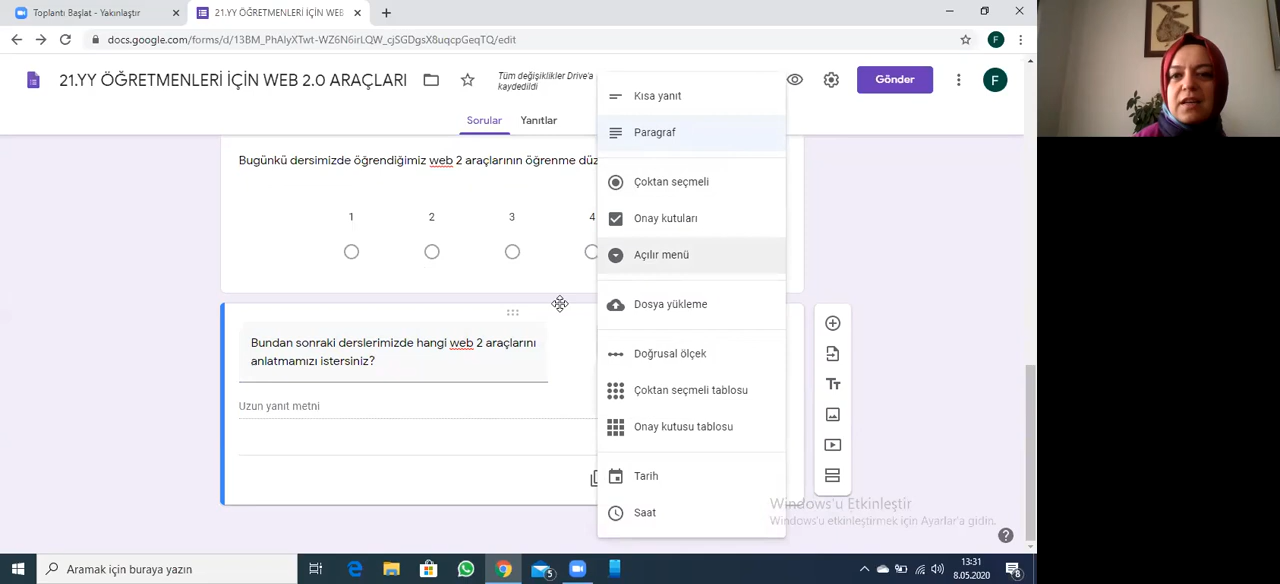 Toplantı Başlat - Yakınlaştır
21.YY ÖĞRETMENLERİ İÇİN WEB
docs.google.com/forms/d/13BM_PhAlyXTwt-WZ6N6irLQW_cjSGDgsX8uqcpGeqTQ/edit
F
21.YY ÖĞRETMENLERİ İÇİN WEB 2.0 ARAÇLARI
Tüm değişiklikler Drive'a
kaydedildi
Gönder
F
Sorular
Yanıtlar
Bugünkü dersimizde öğrendiğimiz web 2 araçlarının öğrenme düz
1 2 3 4
Bundan sonraki derslerimizde hangi web 2 araçlarını
anlatmamızı istersiniz?
Uzun yanıt metni
Kısa yanıt
Paragraf
Çoktan seçmeli
Onay kutuları
Açılır menü
Dosya yükleme
Doğrusal ölçek
Çoktan seçmeli tablosu
Onay kutusu tablosu
Tarih
Saat
Tт
Windows'u Etkinleştir
Windows'u etkinleştirmek için Ayarlar'a gidin.
Aramak için buraya yazın
5
13:31
8.05.2020
8